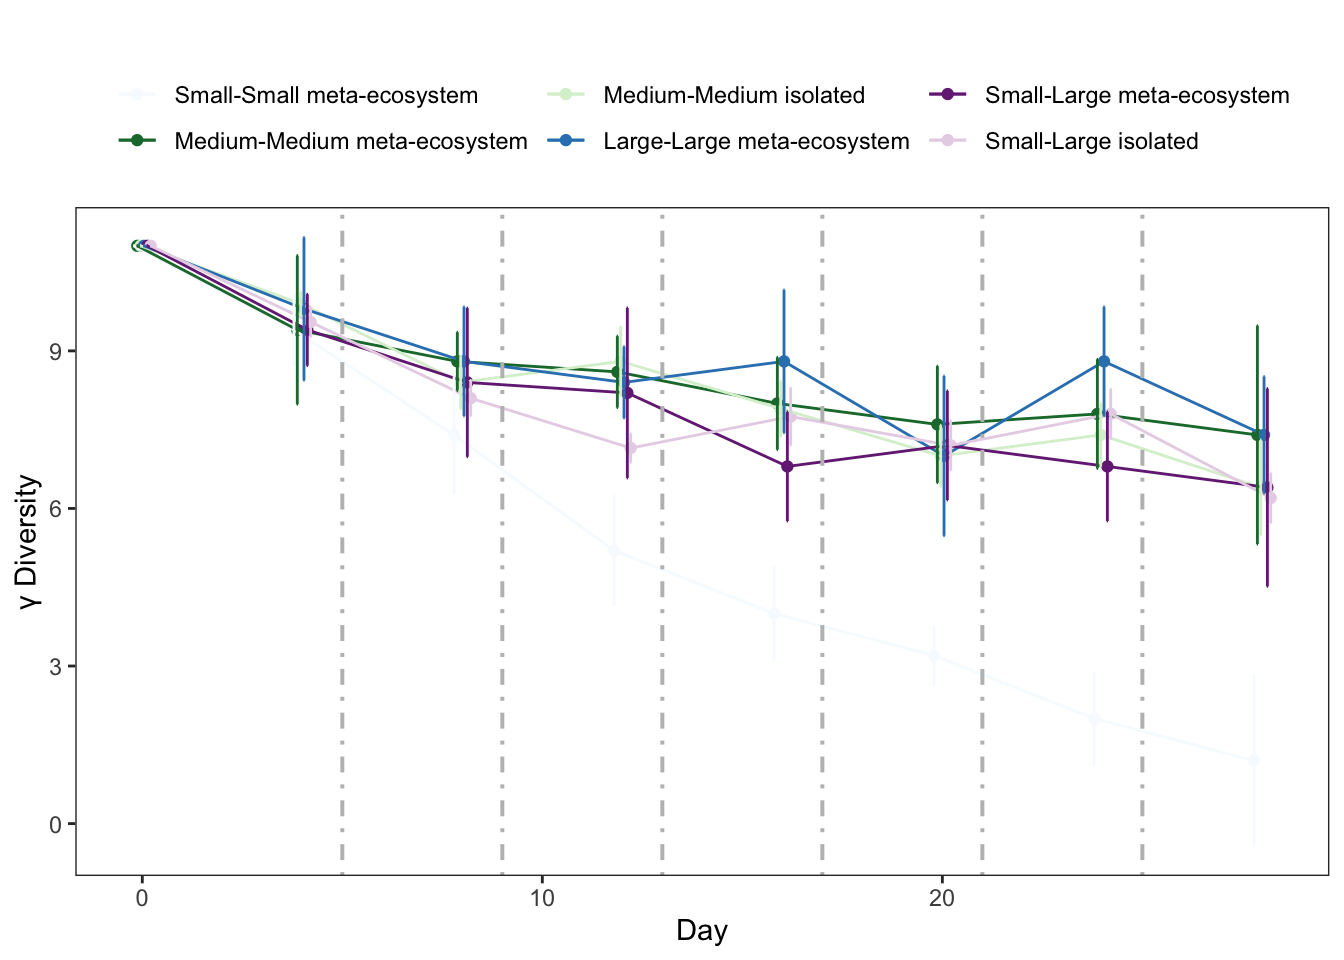 Small-Small meta-ecosystem Medium-Medium isolated Small-Large meta-ecosystem
Medium-Medium meta-ecosystem Large-Large meta-ecosystem Small-Large isolated
9
6
3
0
γ Diversity
0 10 20
Day